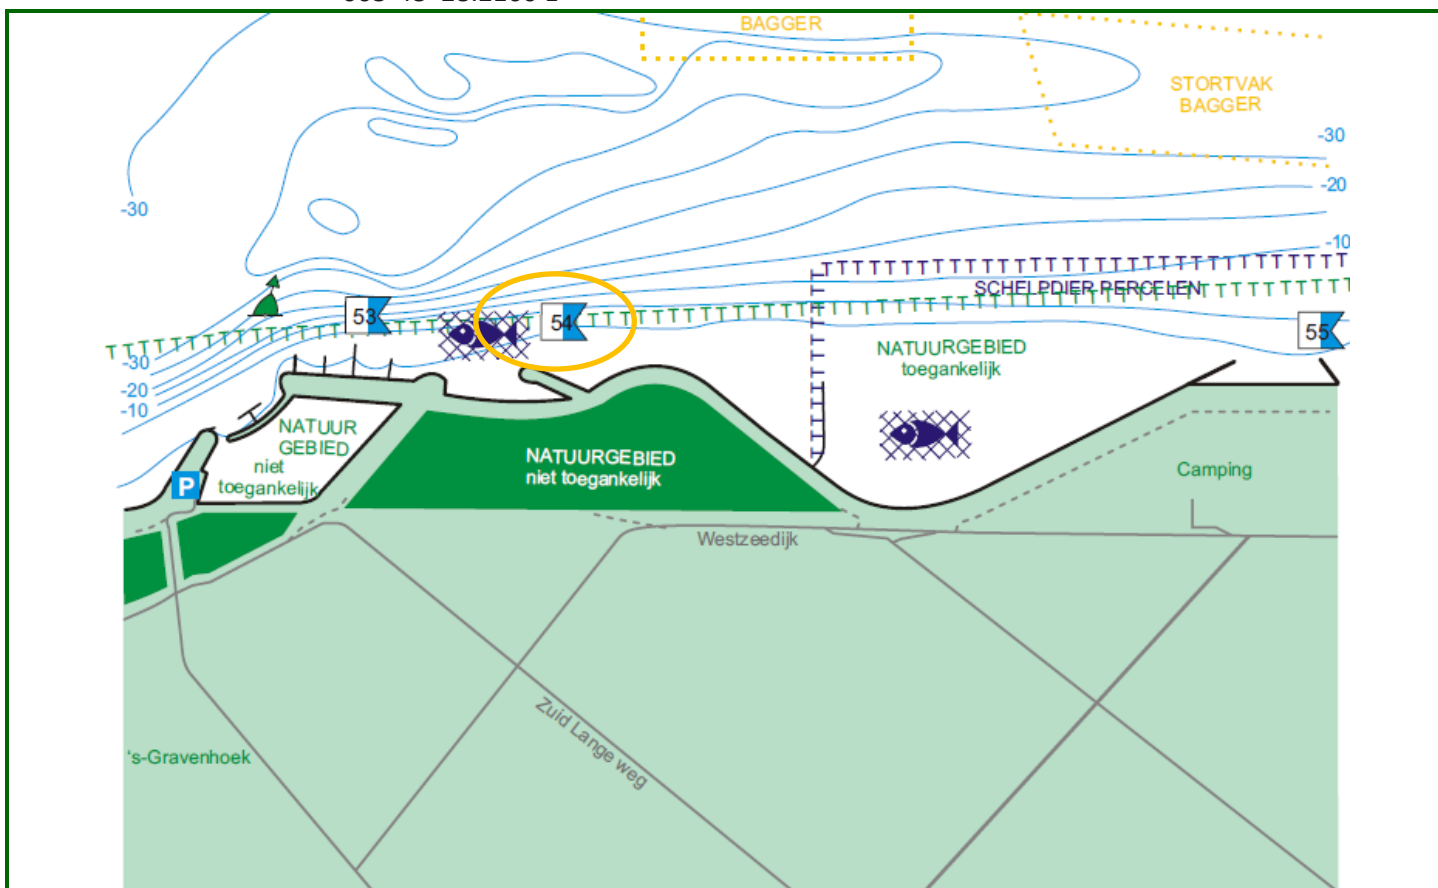 BAGGER
STORTVAK
BAGGER
-30
-20
-30
-10
TTTTTTTTTTTTTTTTTTTTTTTTTTTTTT
SCHELPDIER PERCELEN
53
54
55
NATUURGEBIED
toegankelijk
-30
-20
-10
NATUUR
GEBIED
niet
toegankelijk
NATUURGEBIED
niet toegankelijk
Camping
P
Westzeedijk
Zuid Lange weg
's-Gravenhoek